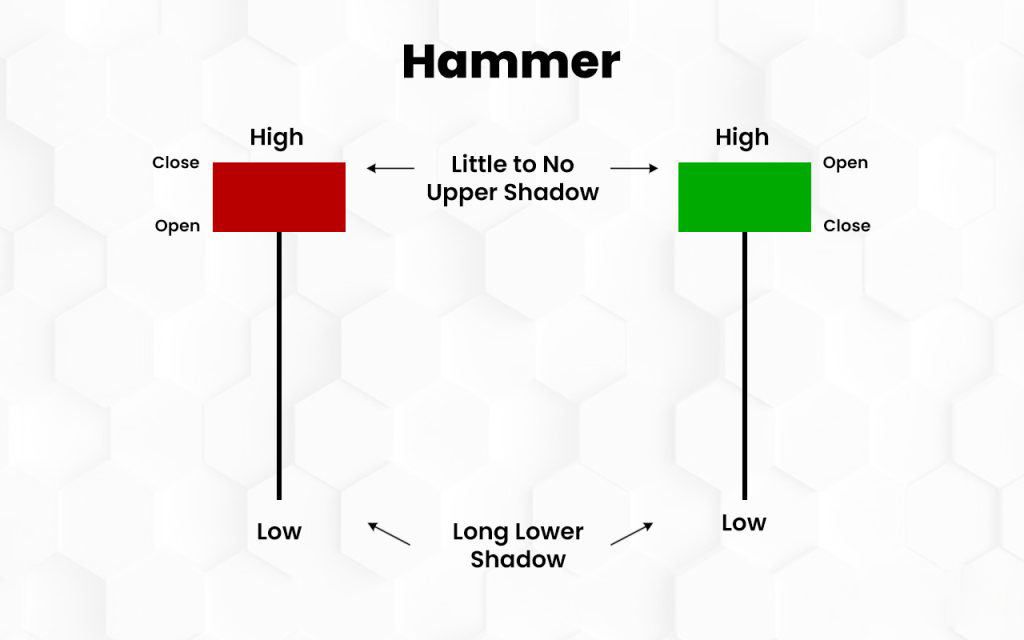 Hammer
High
Close
Open
Little to No
Upper Shadow
High
Open
Close
Low
Long Lower
Shadow
Low